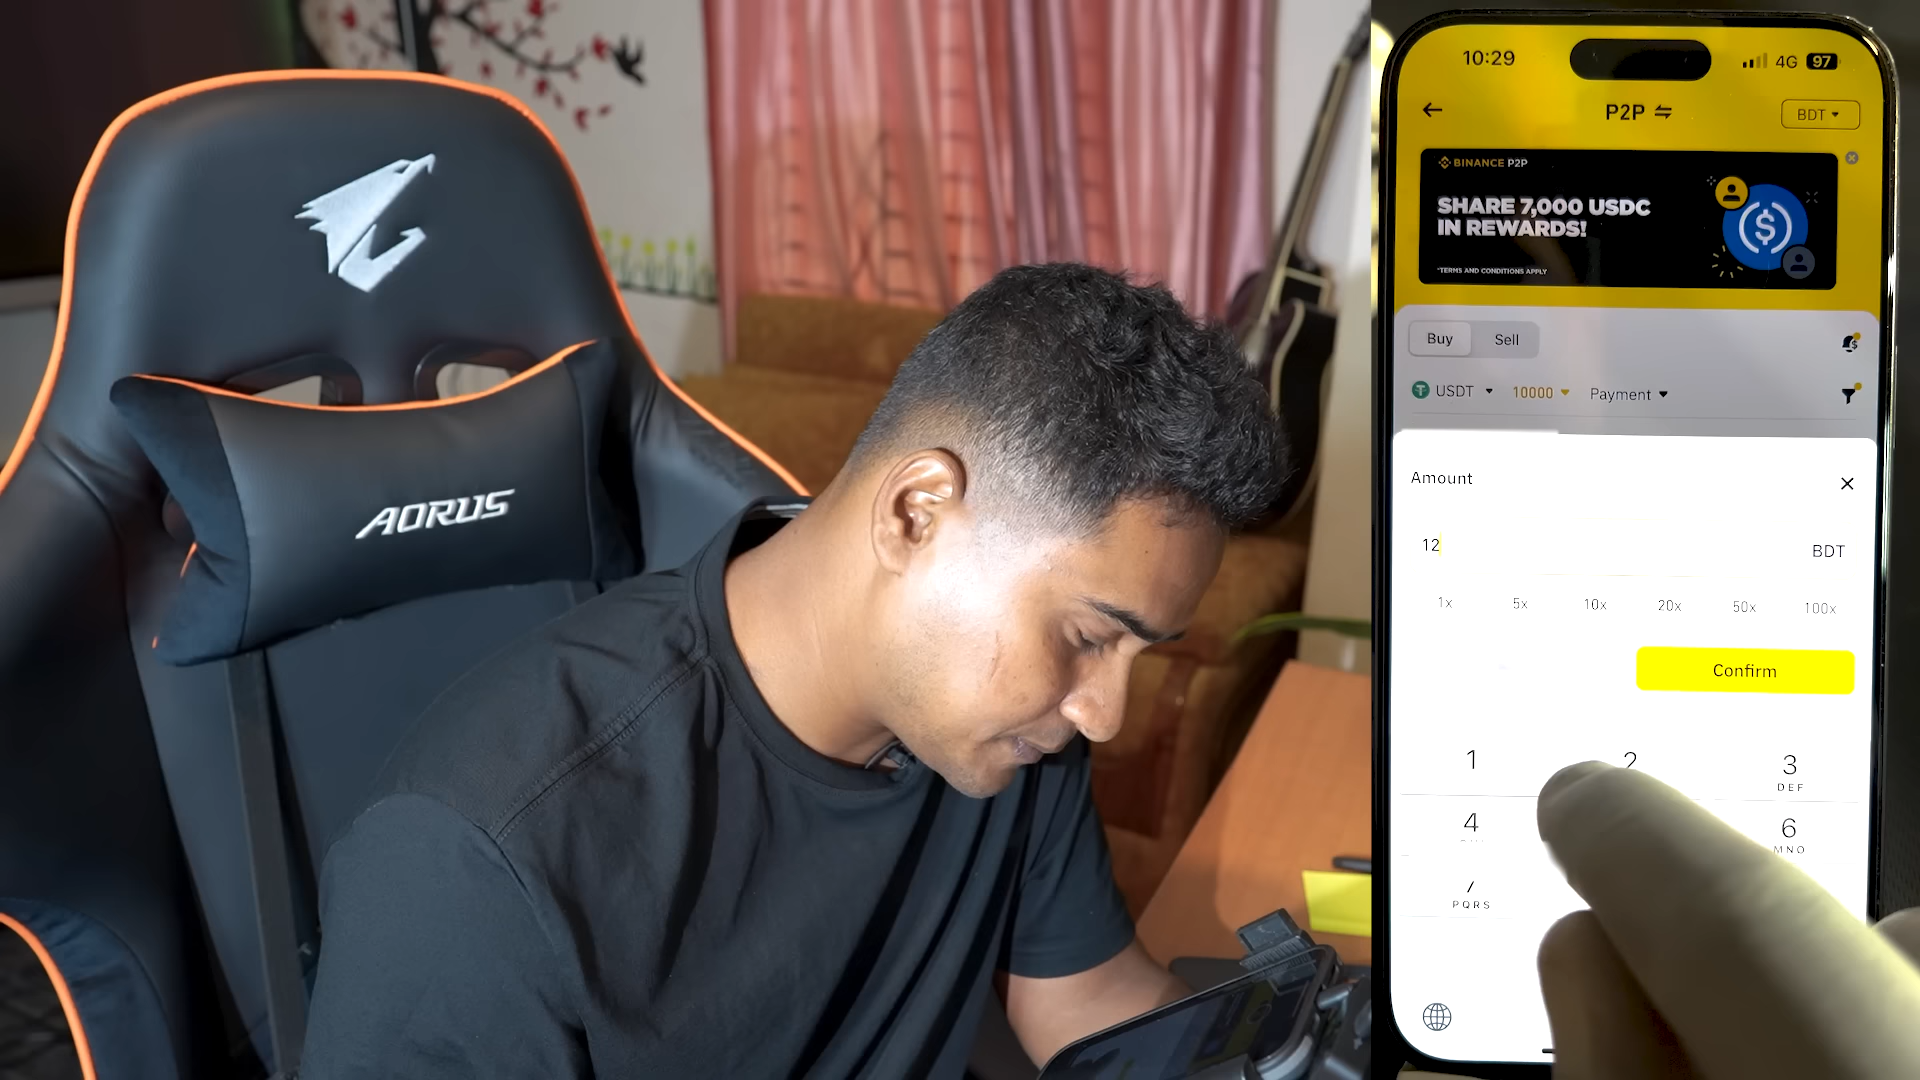 AORUS
10:29
4G 97
P2P
BDT
BINANCE P2P
SHARE 7,000 USDC
IN REWARDS!
*TERMS AND CONDITIONS APPLY
Buy
Sell
USDT
10000
Payment
Amount
12
BDT
1x 5x 10x 20x 50x 100x
Confirm
1
2
3
DEF
4
6
MNO
PQRS